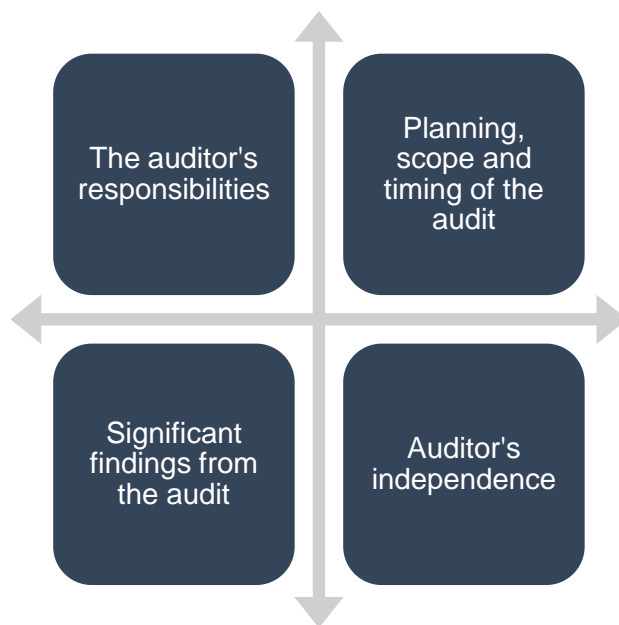 The auditor's
responsibilities
Planning,
scope and
timing of the
audit
Significant
findings from
the audit
Auditor's
independence